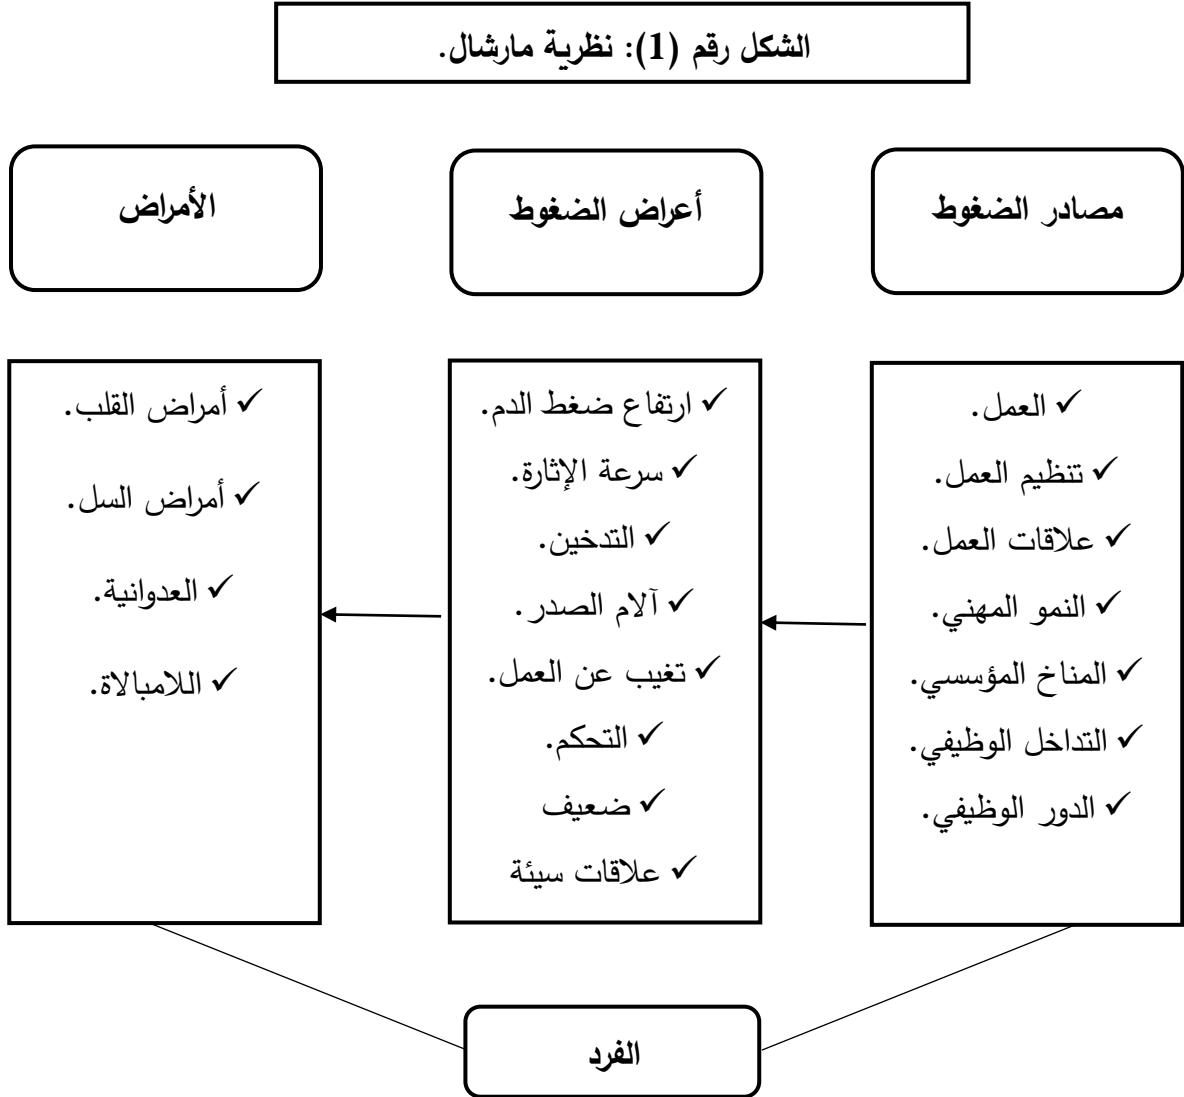 الشكل رقم (1): نظرية مارشال.
مصادر الضغوط
أعراض الضغوط
الأمراض
✓ العمل.
✓ تنظيم العمل.
✓ علاقات العمل.
✓ النمو المهني.
✓ المناخ المؤسسي.
✓ التداخل الوظيفي.
✓ الدور الوظيفي.
✓ ارتفاع ضغط الدم.
✓ سرعة الإثارة.
✓ التدخين.
✓ آلام الصدر.
✓ تغيب عن العمل.
✓ التحكم.
✓ ضعيف
✓ علاقات سيئة
✓ أمراض القلب.
✓ أمراض السل.
✓ العدوانية.
✓ اللامبالاة.
الفرد